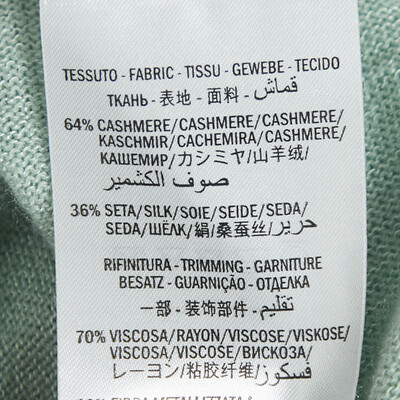 TESSUTO - FABRIC - TISSU - GEWEBE - TECIDO
ТКАНЬ - 表地 - 面料 - قماش
64% CASHMERE/CASHMERE/CASHMERE/
KASCHMIR/CACHEMIRA/CASHMERE/
КАШЕМИР/カシミヤ/山羊绒/
صوف الكشمير
36% SETA/SILK/SOIE/SEIDE/SEDA/
SEDA/ШЁЛК/絹/桑蚕丝/حرير
RIFINITURA - TRIMMING - GARNITURE
BESATZ - GUARNIÇÃO - ОТДЕЛКА
一部 - 装饰部件 - تقليم
70% VISCOSA/RAYON/VISCOSE/VISKOSE/
VISCOSA/VISCOSE/ВИСКОЗА/
レーヨン/粘胶纤维/فسكوز
FIBRA METALLIZZATA &